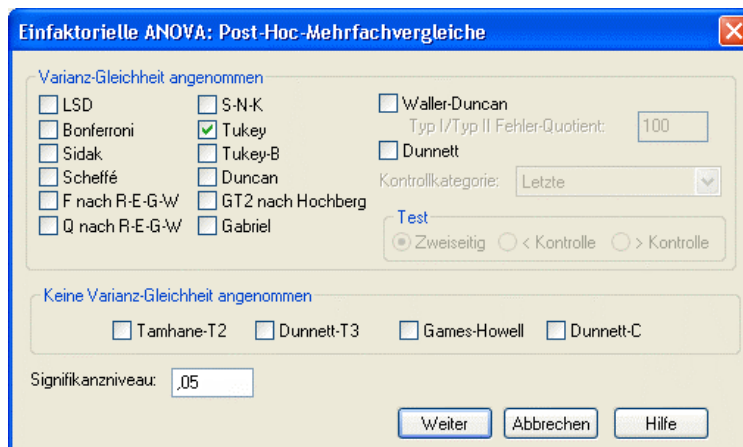 Einfaktorielle ANOVA: Post-Hoc-Mehrfachvergleiche
Varianz-Gleichheit angenommen
LSD
S-N-K
Waller-Duncan
Bonferroni
Tukey
Typ I/Typ II Fehler-Quotient:
100
Sidak
Tukey-B
Dunnett
Scheffé
Duncan
Kontrollkategorie:
Letzte
F nach R-E-G-W
GT2 nach Hochberg
Q nach R-E-G-W
Gabriel
Test
Zweiseitig
< Kontrolle
> Kontrolle
Keine Varianz-Gleichheit angenommen
Tamhane-T2
Dunnett-T3
Games-Howell
Dunnett-C
Signifikanzniveau:
,05
Weiter
Abbrechen
Hilfe